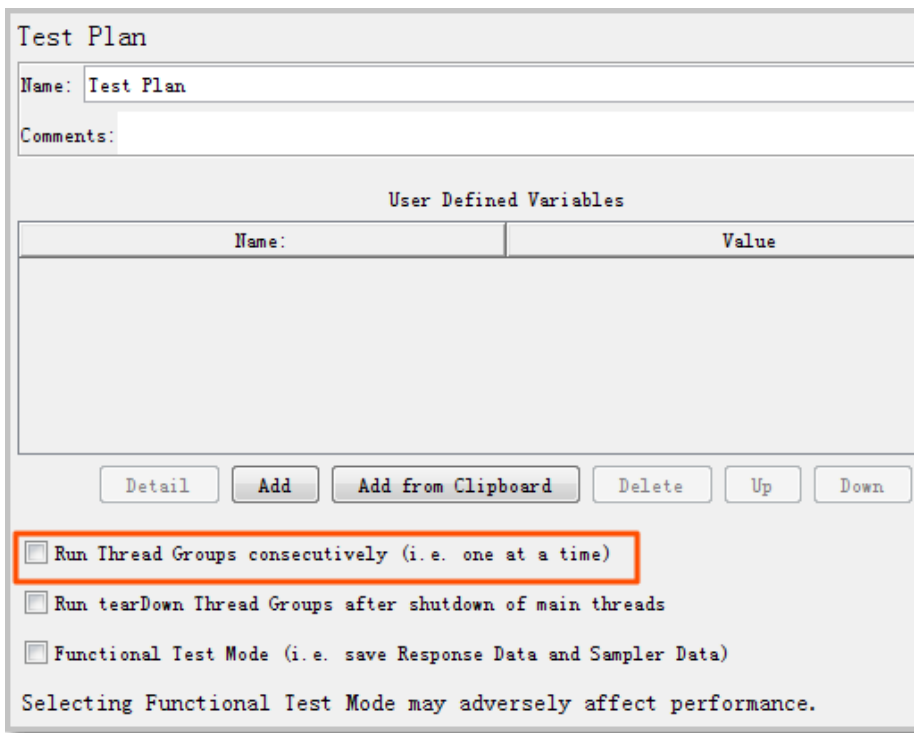 Test Plan
Name: Test Plan
Comments:
User Defined Variables
Name: Value
Detail Add Add from Clipboard Delete Up Down
Run Thread Groups consecutively (i.e. one at a time)
Run tearDown Thread Groups after shutdown of main threads
Functional Test Mode (i.e. save Response Data and Sampler Data)
Selecting Functional Test Mode may adversely affect performance.